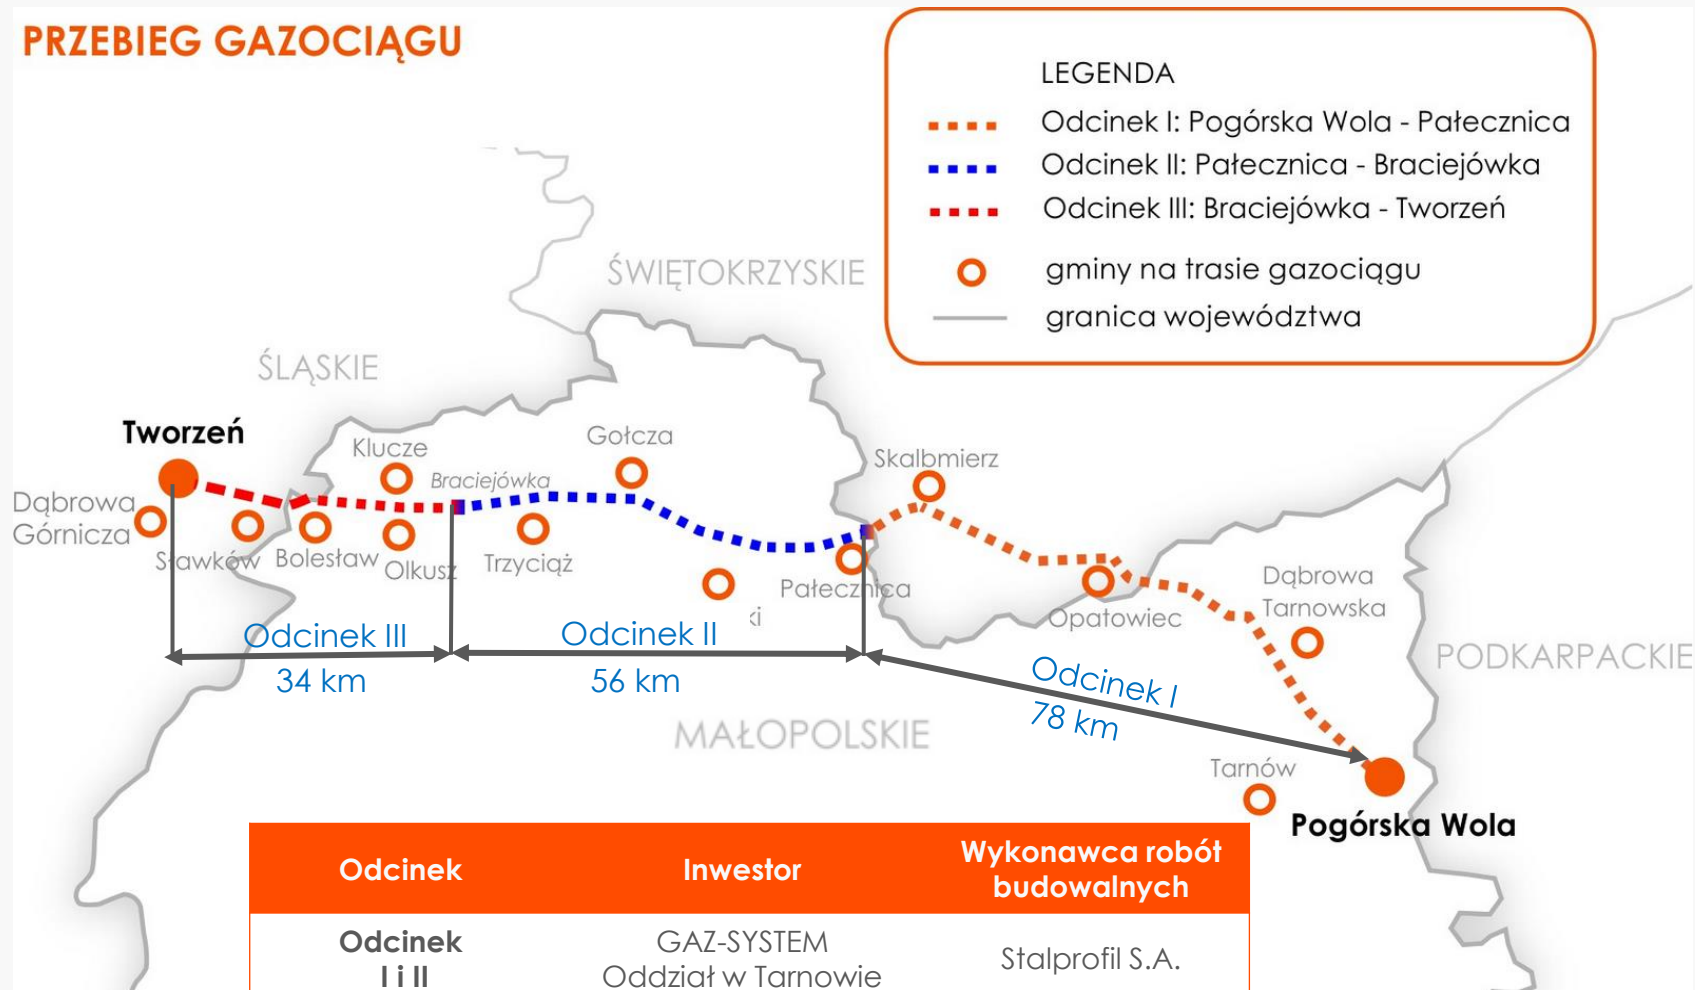 PRZEBIEG GAZOCIĄGU
LEGENDA
Odcinek I: Pogórska Wola - Pałecznica
Odcinek II: Pałecznica - Braciejówka
Odcinek III: Braciejówka - Tworzeń
gminy na trasie gazociągu
granica województwa
ŚWIĘTOKRZYSKIE
ŚLĄSKIE
Tworzeń
Klucze
Gołcza
Braciejówka
Skalbmierz
Dąbrowa
Górnicza
Sławków
Bolesław
Olkusz
Trzyciąż
Pałecznica
ki
Opatowiec
Dąbrowa
Tarnowska
PODKARPACKIE
Odcinek III
34 km
Odcinek II
56 km
Odcinek I
78 km
MAŁOPOLSKIE
Tarnów
Pogórska Wola
Odcinek
Inwestor
Wykonawca robót
budowalnych
Odcinek
I i II
GAZ-SYSTEM
Oddział w Tarnowie
Stalprofil S.A.